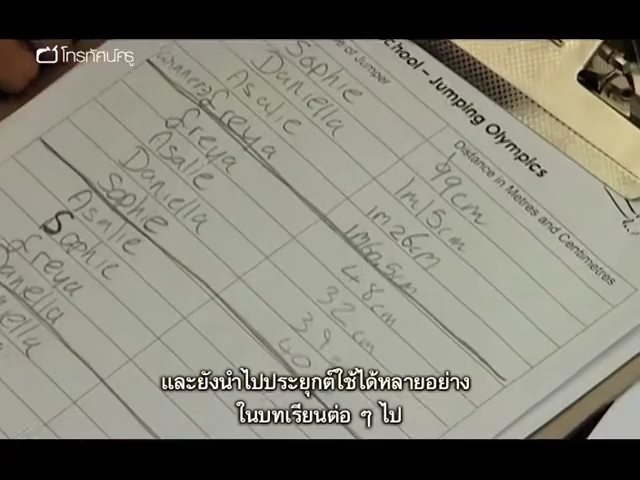 โทรทัศน์ครู
School – Jumping Olympics
of Jumper
Distance in Metres and Centimetres
Sophie 99cm
Daniella 1m15cm
Asalie 1m26cm
Winners Freya
Freya 48cm
Asalie 32cm
Daniella
Sophie
Asalie
Sophie
Freya
และยังนำไปประยุกต์ใช้ได้หลายอย่าง
ในบทเรียนต่อ ๆ ไป